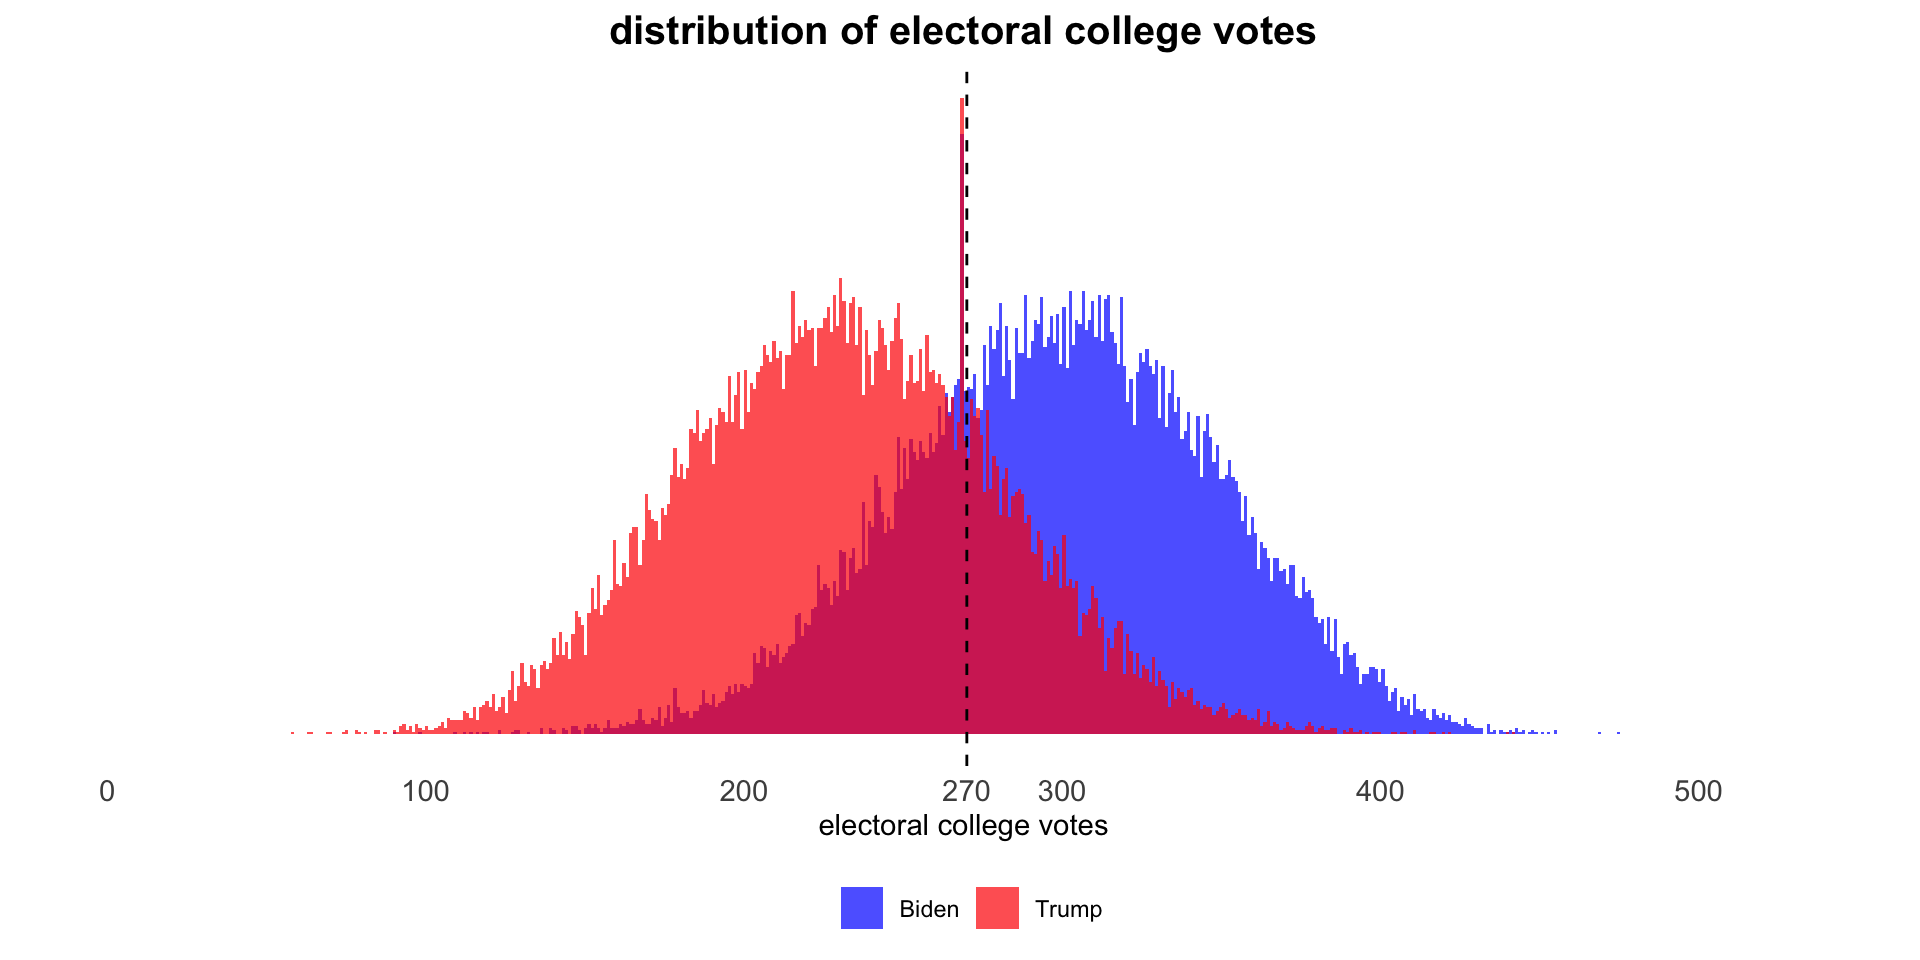 distribution of electoral college votes
0 100 200 270 300 400 500
electoral college votes
Biden Trump